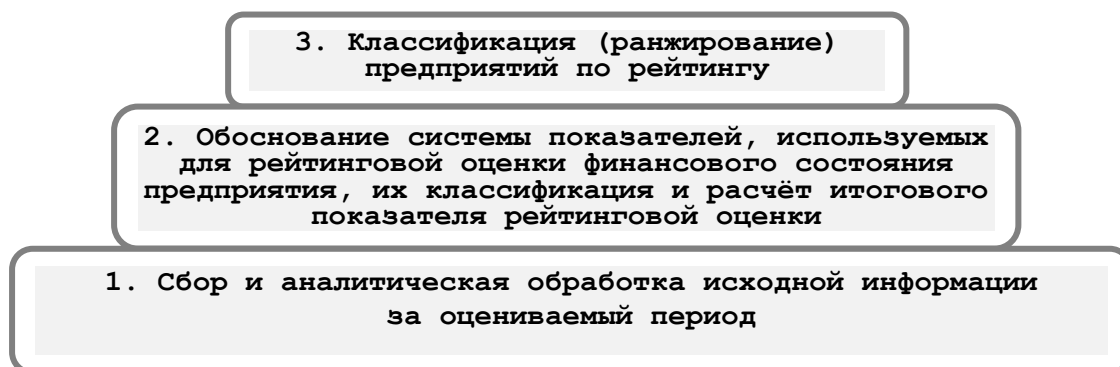 3. Классификация (ранжирование)
предприятий по рейтингу
2. Обоснование системы показателей, используемых
для рейтинговой оценки финансового состояния
предприятия, их классификация и расчёт итогового
показателя рейтинговой оценки
1. Сбор и аналитическая обработка исходной информации
за оцениваемый период